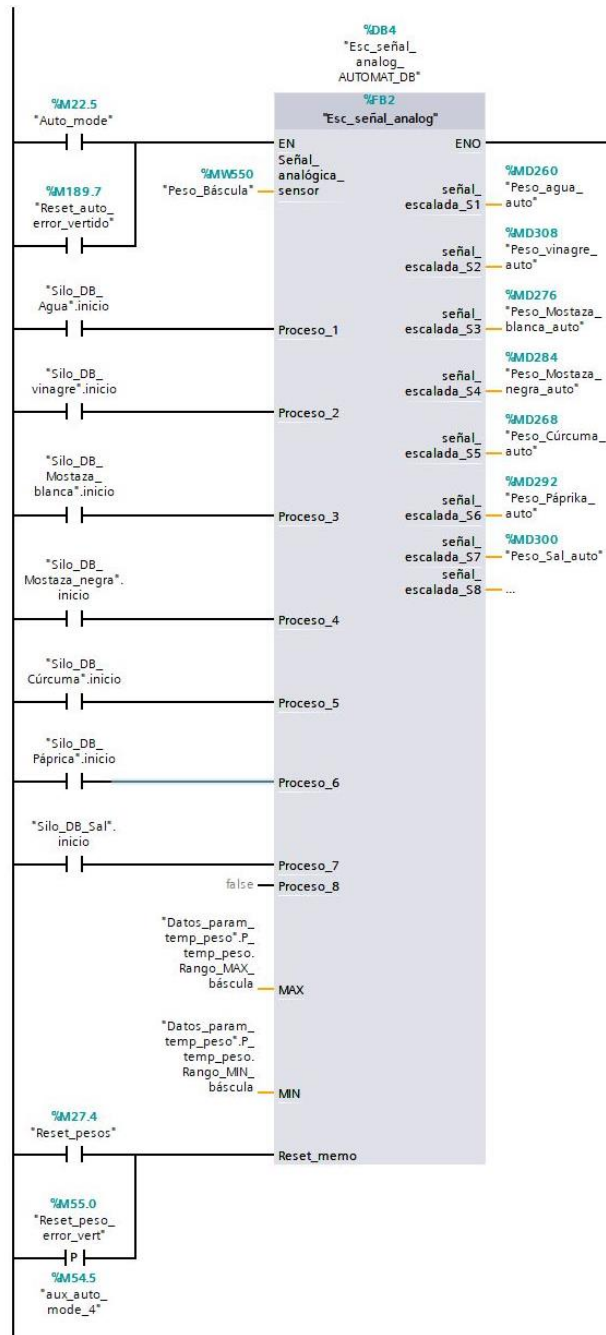 %DB4
"Esc_señal_
analog_
AUTOMAT_DB"
%FB2
"Esc_señal_analog"
%M22.5
"Auto_mode"
EN
ENO
%M189.7
"Reset_auto_
error_vertido"
%MW550
"Peso_Báscula"
Señal_
analógica_
sensor
señal_
escalada_S1
%MD260
"Peso_agua_
auto"
señal_
escalada_S2
%MD308
"Peso_vinagre_
auto"
"Silo_DB_
Agua".inicio
Proceso_1
señal_
escalada_S3
%MD276
"Peso_Mostaza_
blanca_auto"
"Silo_DB_
vinagre".inicio
Proceso_2
señal_
escalada_S4
%MD284
"Peso_Mostaza_
negra_auto"
señal_
escalada_S5
%MD268
"Peso_Cúrcuma_
auto"
"Silo_DB_
Mostaza_
blanca".inicio
Proceso_3
señal_
escalada_S6
%MD292
"Peso_Páprika_
auto"
señal_
escalada_S7
%MD300
"Peso_Sal_auto"
señal_
escalada_S8
...
"Silo_DB_
Mostaza_negra".
inicio
Proceso_4
"Silo_DB_
Cúrcuma".inicio
Proceso_5
"Silo_DB_
Páprica".inicio
Proceso_6
"Silo_DB_Sal".
inicio
Proceso_7
false
Proceso_8
"Datos_param_
temp_peso".P_
temp_peso.
Rango_MAX_
báscula
MAX
"Datos_param_
temp_peso".P_
temp_peso.
Rango_MIN_
báscula
MIN
%M27.4
"Reset_pesos"
Reset_memo
%M55.0
"Reset_peso_
error_vert"
P
%M54.5
"aux_auto_
mode_4"